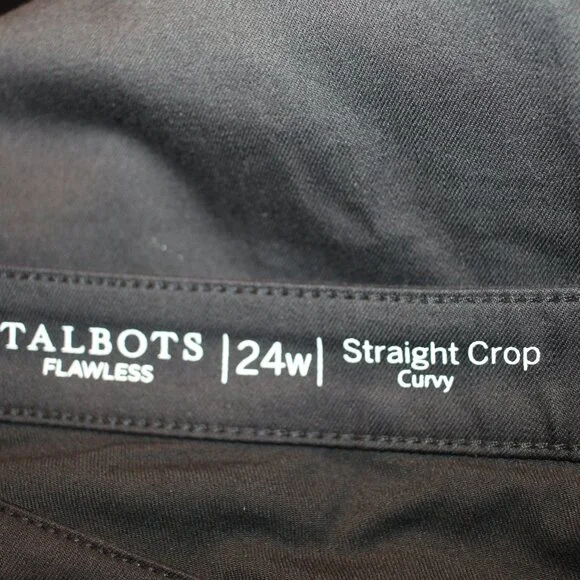 TALBOTS
FLAWLESS
|24w|
Straight Crop
Curvy